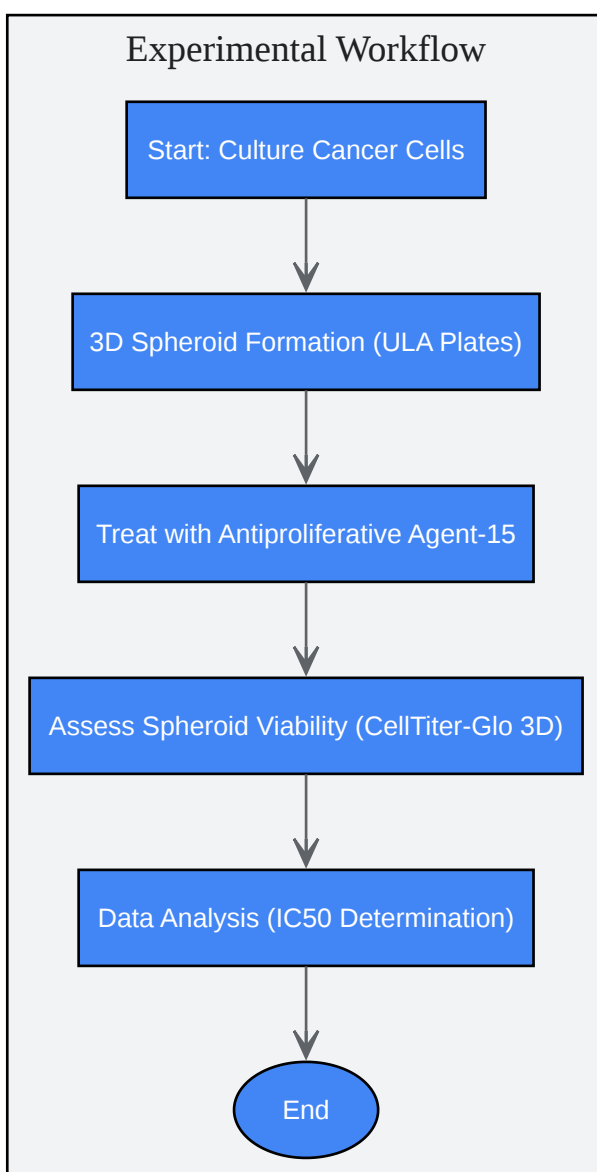 Experimental Workflow
Start: Culture Cancer Cells
3D Spheroid Formation (ULA Plates)
Treat with Antiproliferative Agent-15
Assess Spheroid Viability (CellTiter-Glo 3D)
Data Analysis (IC50 Determination)
End